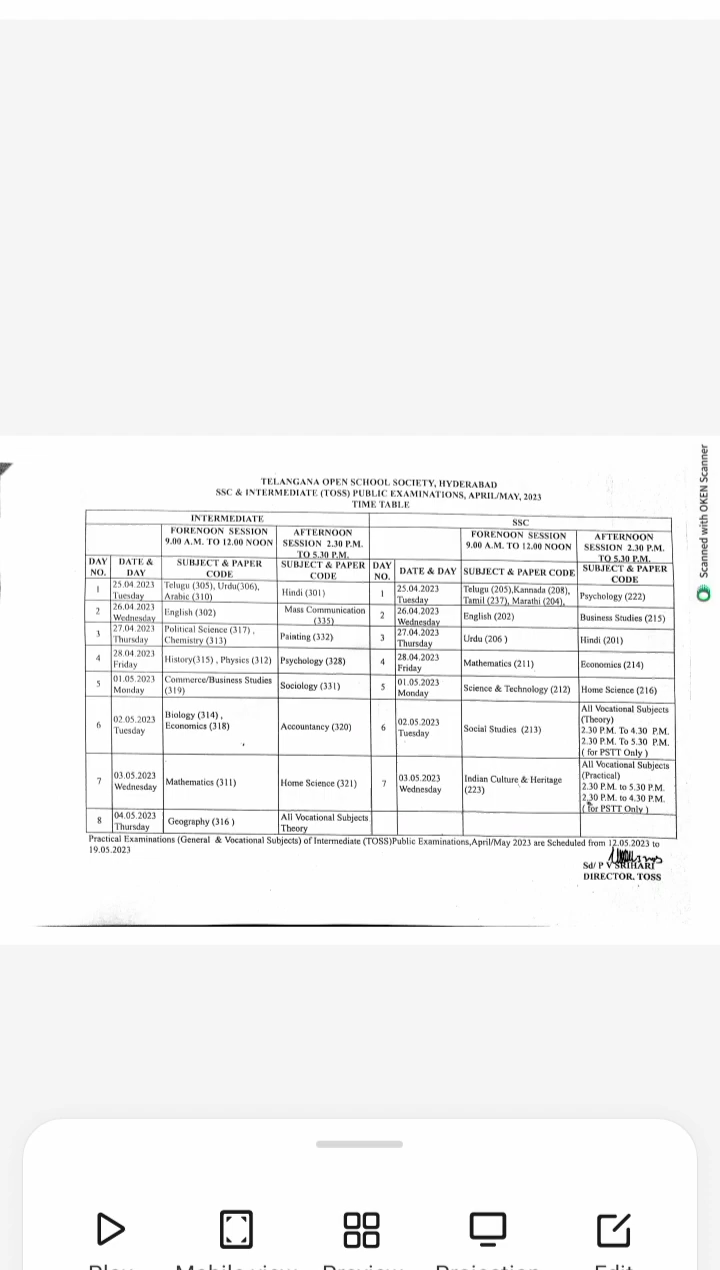 TELANGANA OPEN SCHOOL SOCIETY, HYDERABAD
SSC & INTERMEDIATE (TOSS) PUBLIC EXAMINATIONS, APRIL/MAY, 2023
TIME TABLE
INTERMEDIATE
SSC
FORENOON SESSION
9.00 A.M. TO 12.00 NOON
AFTERNOON
SESSION 2.30 P.M.
TO 5.30 P.M.
FORENOON SESSION
9.00 A.M. TO 12.00 NOON
AFTERNOON
SESSION 2.30 P.M.
TO 5.30 P.M.
DAY
NO.
DATE &
DAY
SUBJECT & PAPER
CODE
SUBJECT & PAPER
CODE
DAY
NO.
DATE & DAY
SUBJECT & PAPER CODE
SUBJECT & PAPER
CODE
1
25.04.2023
Tuesday
Telugu (305), Urdu(306),
Arabic (310)
Hindi (301)
1
25.04.2023
Tuesday
Telugu (205),Kannada (208),
Tamil (237), Marathi (204),
Psychology (222)
2
26.04.2023
Wednesday
English (302)
Mass Communication
(335)
2
26.04.2023
Wednesday
English (202)
Business Studies (215)
3
27.04.2023
Thursday
Political Science (317),
Chemistry (313)
Painting (332)
3
27.04.2023
Thursday
Urdu (206 )
Hindi (201)
4
28.04.2023
Friday
History(315) , Physics (312)
Psychology (328)
4
28.04.2023
Friday
Mathematics (211)
Economics (214)
5
01.05.2023
Monday
Commerce/Business Studies
(319)
Sociology (331)
5
01.05.2023
Monday
Science & Technology (212)
Home Science (216)
6
02.05.2023
Tuesday
Biology (314),
Economics (318)
Accountancy (320)
6
02.05.2023
Tuesday
Social Studies (213)
All Vocational Subjects
(Theory)
2.30 P.M. To 4.30 P.M.
2.30 P.M. To 5.30 P.M.
( for PSTT Only )
7
03.05.2023
Wednesday
Mathematics (311)
Home Science (321)
7
03.05.2023
Wednesday
Indian Culture & Heritage
(223)
All Vocational Subjects
(Practical)
2.30 P.M. to 5.30 P.M.
2.30 P.M. to 4.30 P.M.
( for PSTT Only )
8
04.05.2023
Thursday
Geography (316 )
All Vocational Subjects
Theory
Practical Examinations (General & Vocational Subjects) of Intermediate (TOSS)Public Examinations,April/May 2023 are Scheduled from 12.05.2023 to
19.05.2023
Sd/ P V SRIHARI
DIRECTOR. TOSS
Scanned with OKEN Scanner